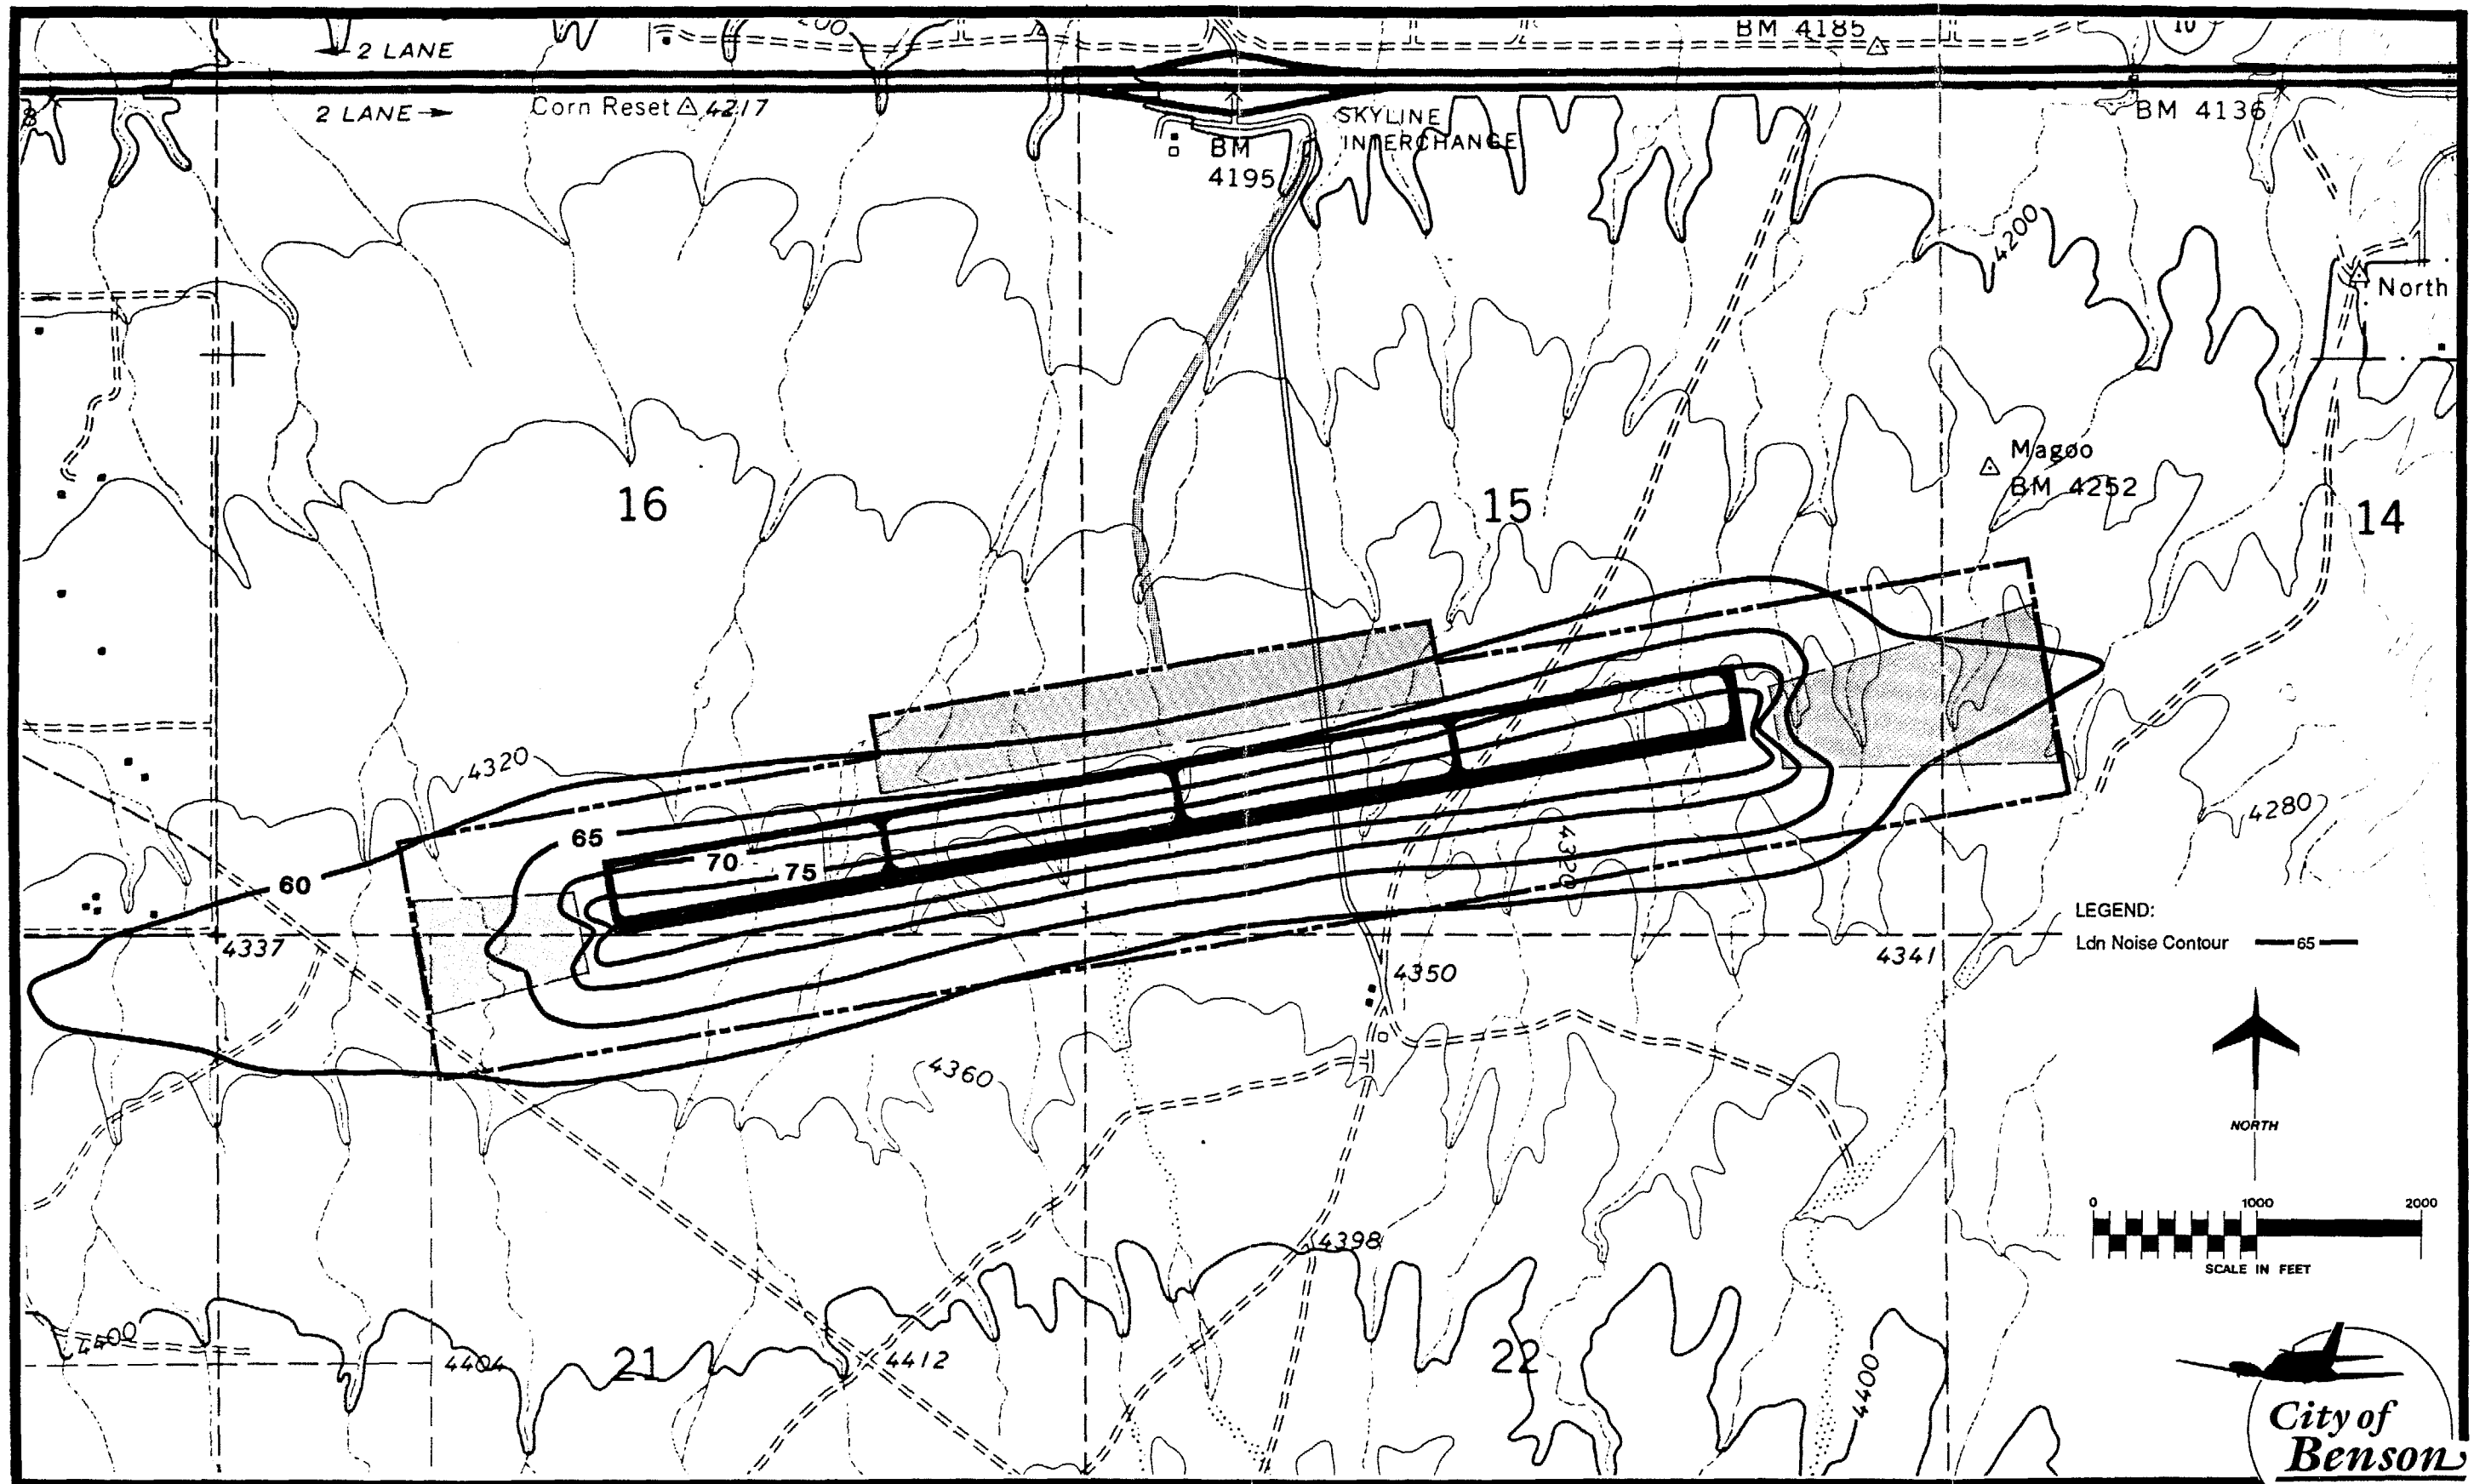 BM 4185
10
2 LANE
2 LANE
Corn Reset 4217
SKYLINE
INTERCHANGE
BM
4195
BM 4136
4200
North
Magoo
BM 4252
16
15
14
4320
65
70
75
60
4320
4280
4337
4341
4350
4360
LEGEND:
Ldn Noise Contour 65
NORTH
0 1000 2000
SCALE IN FEET
4398
4400
4404
21
4412
22
4400
City of
Benson